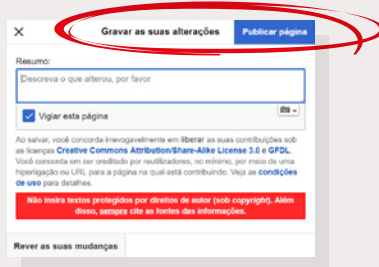 Gravar as suas alterações
Publicar página
Resumo:
Descreva o que alterou, por favor
Vigiar esta página
Ao salvar, você concorda irrevogavelmente em liberar as suas contribuições sob
as licenças Creative Commons Attribution/Share-Alike License 3.0 e GFDL.
Você concorda em ser creditado por reutilizadores, no mínimo, por meio de uma
hiperligação ou URL para a página na qual está contribuindo. Veja as condições
de uso para detalhes.
Não insira textos protegidos por direitos de autor (sob copyright). Além
disso, sempre cite as fontes das informações.
Rever as suas mudanças